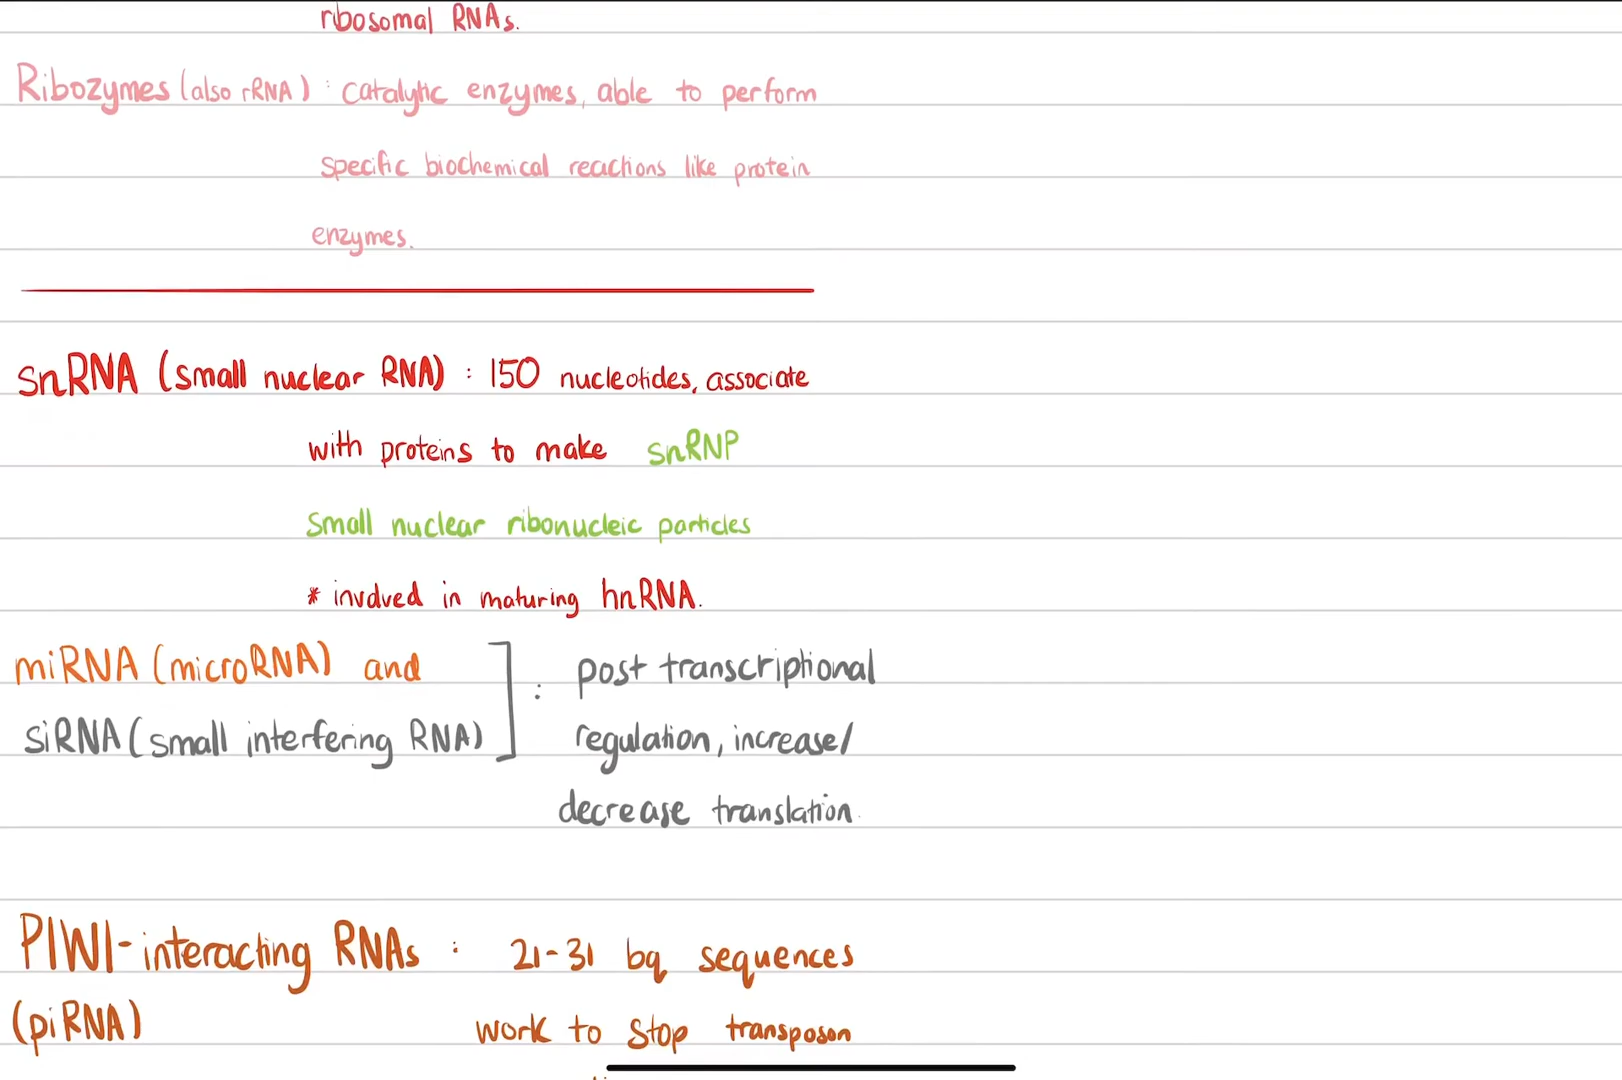 ribosomal RNAs.
Ribozymes (also rRNA) : catalytic enzymes, able to perform
specific biochemical reactions like protein
enzymes.
snRNA (small nuclear RNA) : 150 nucleotides, associate
with proteins to make snRNP
small nuclear ribonucleic particles
* involved in maturing hnRNA.
miRNA (microRNA) and
siRNA (small interfering RNA)
: post transcriptional
regulation, increase/
decrease translation.
PIWI-interacting RNAs : 21-31 bq sequences
(piRNA) work to stop transposon